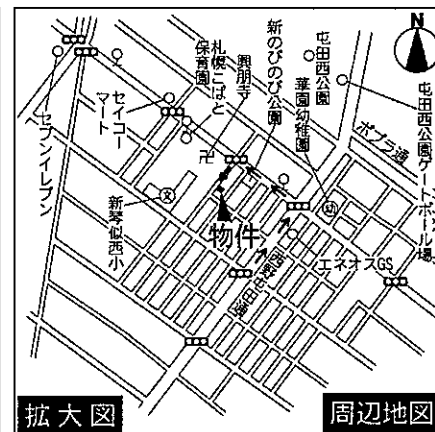 N
屯田西公園ゲートボール場
屯田西公園
華園幼稚園
新のびのび公園
興朋寺
札幌こばと
保育園
セイコー
マート
セブンイレブン
ポプラ通
卍
幼
文
新琴似西小
物件
エネオスGS
西野屯田通
拡大図
周辺地図